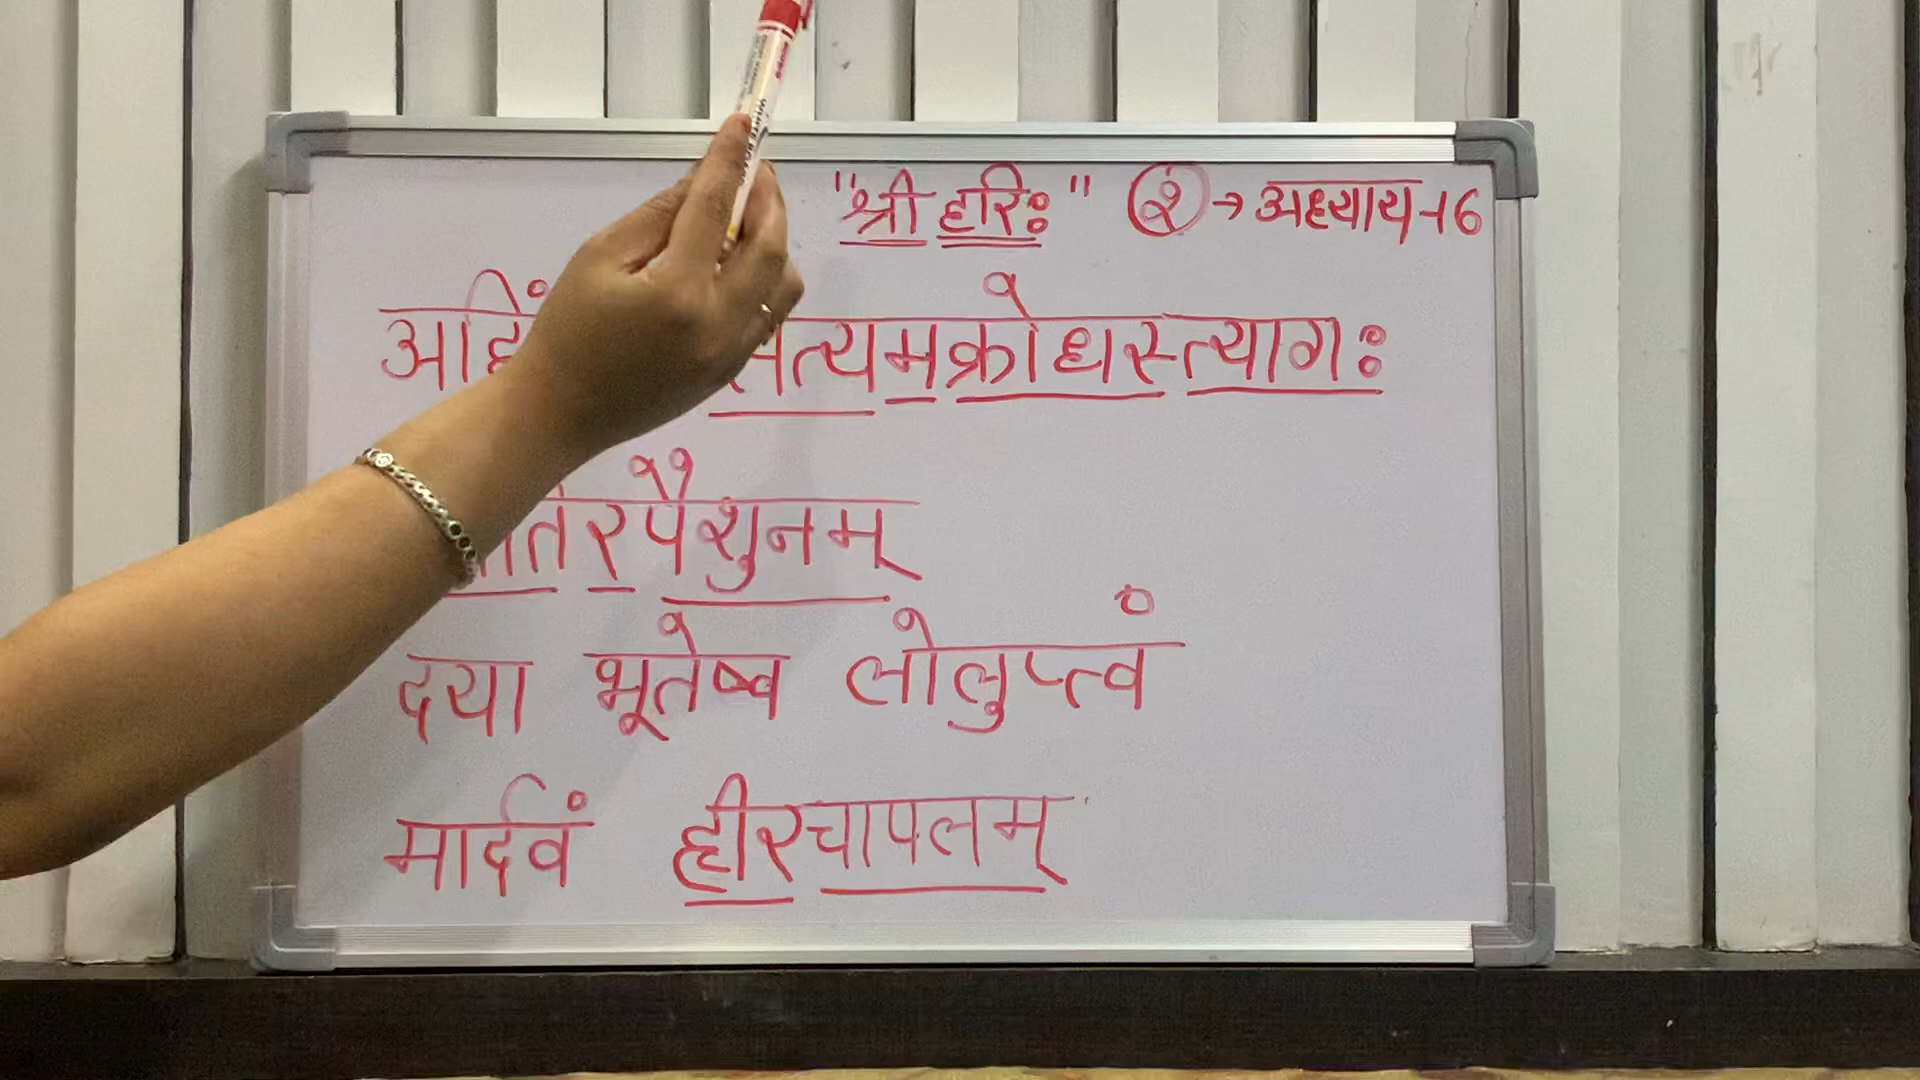 "श्री हरिः" २ → अध्याय-16
सत्यमक्रोधस्त्यागः
रपैशुनम्
दया भूतेष्व लोलुप्त्वं
मार्दवं ह्रीरचापलम्